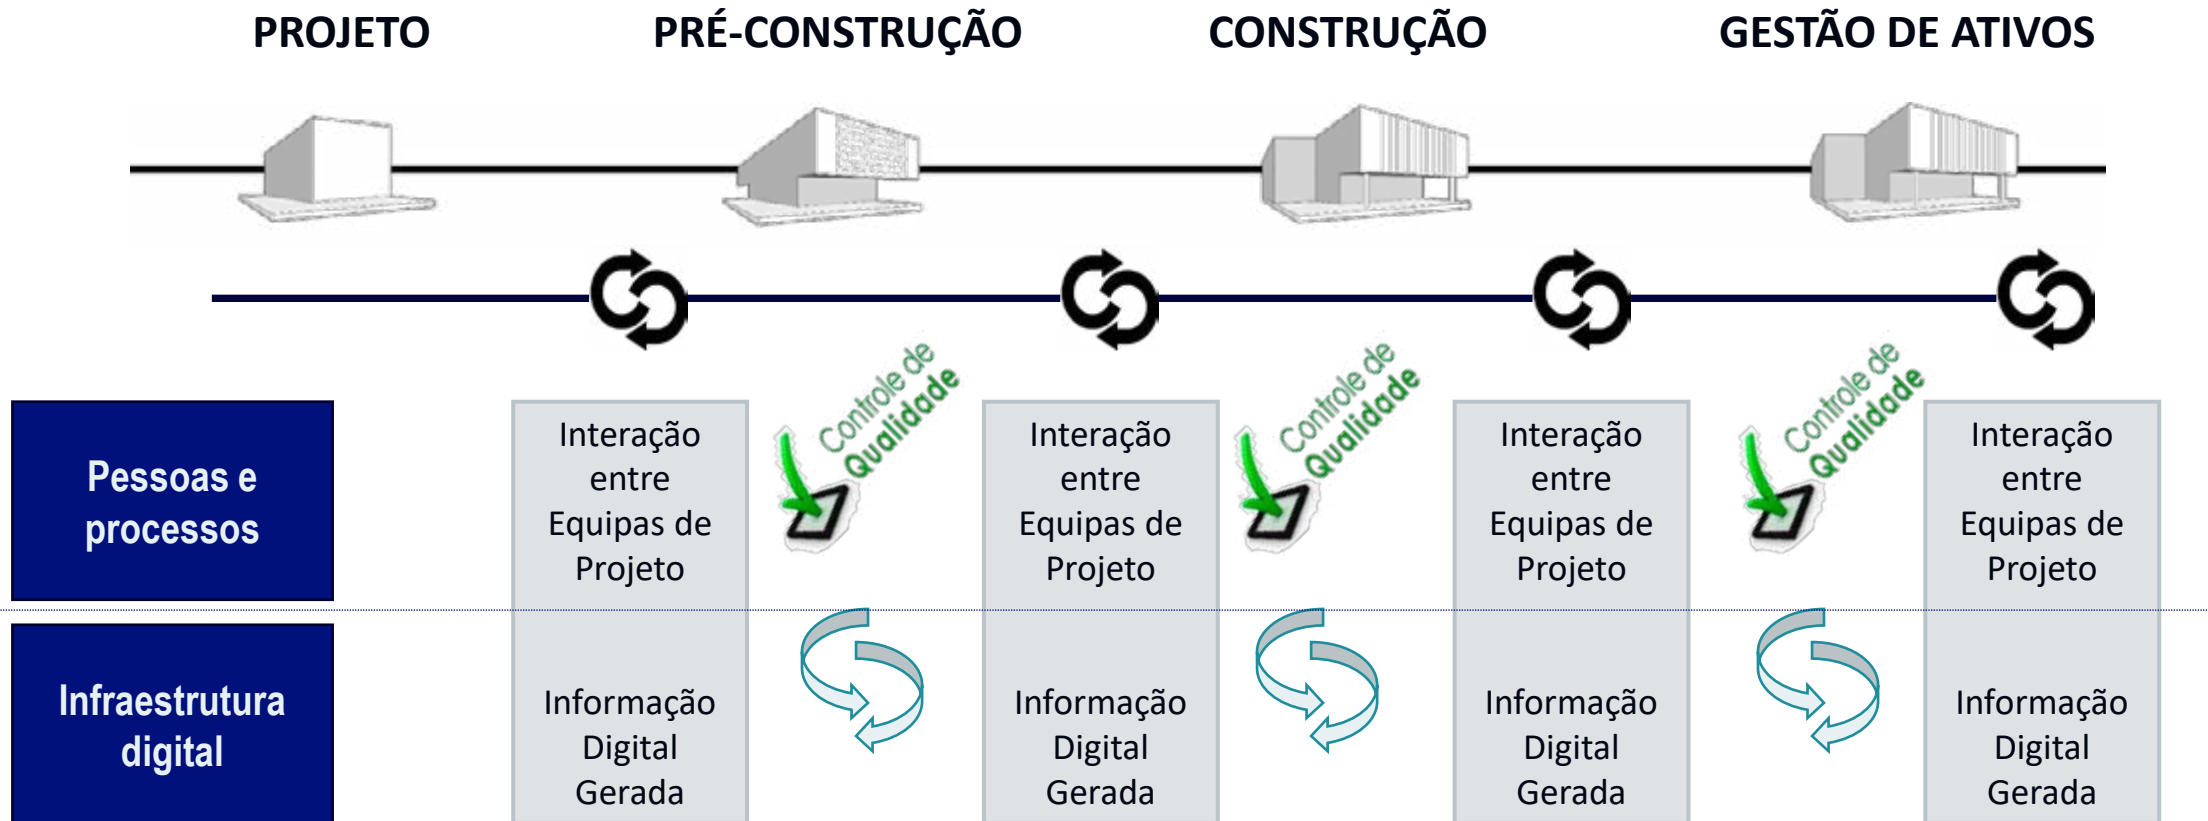 PROJETO
PRÉ-CONSTRUÇÃO
CONSTRUÇÃO
GESTÃO DE ATIVOS
Pessoas e
processos
Interação
entre
Equipas de
Projeto
Controle de
Qualidade
Interação
entre
Equipas de
Projeto
Controle de
Qualidade
Interação
entre
Equipas de
Projeto
Controle de
Qualidade
Interação
entre
Equipas de
Projeto
Infraestrutura
digital
Informação
Digital
Gerada
Informação
Digital
Gerada
Informação
Digital
Gerada
Informação
Digital
Gerada